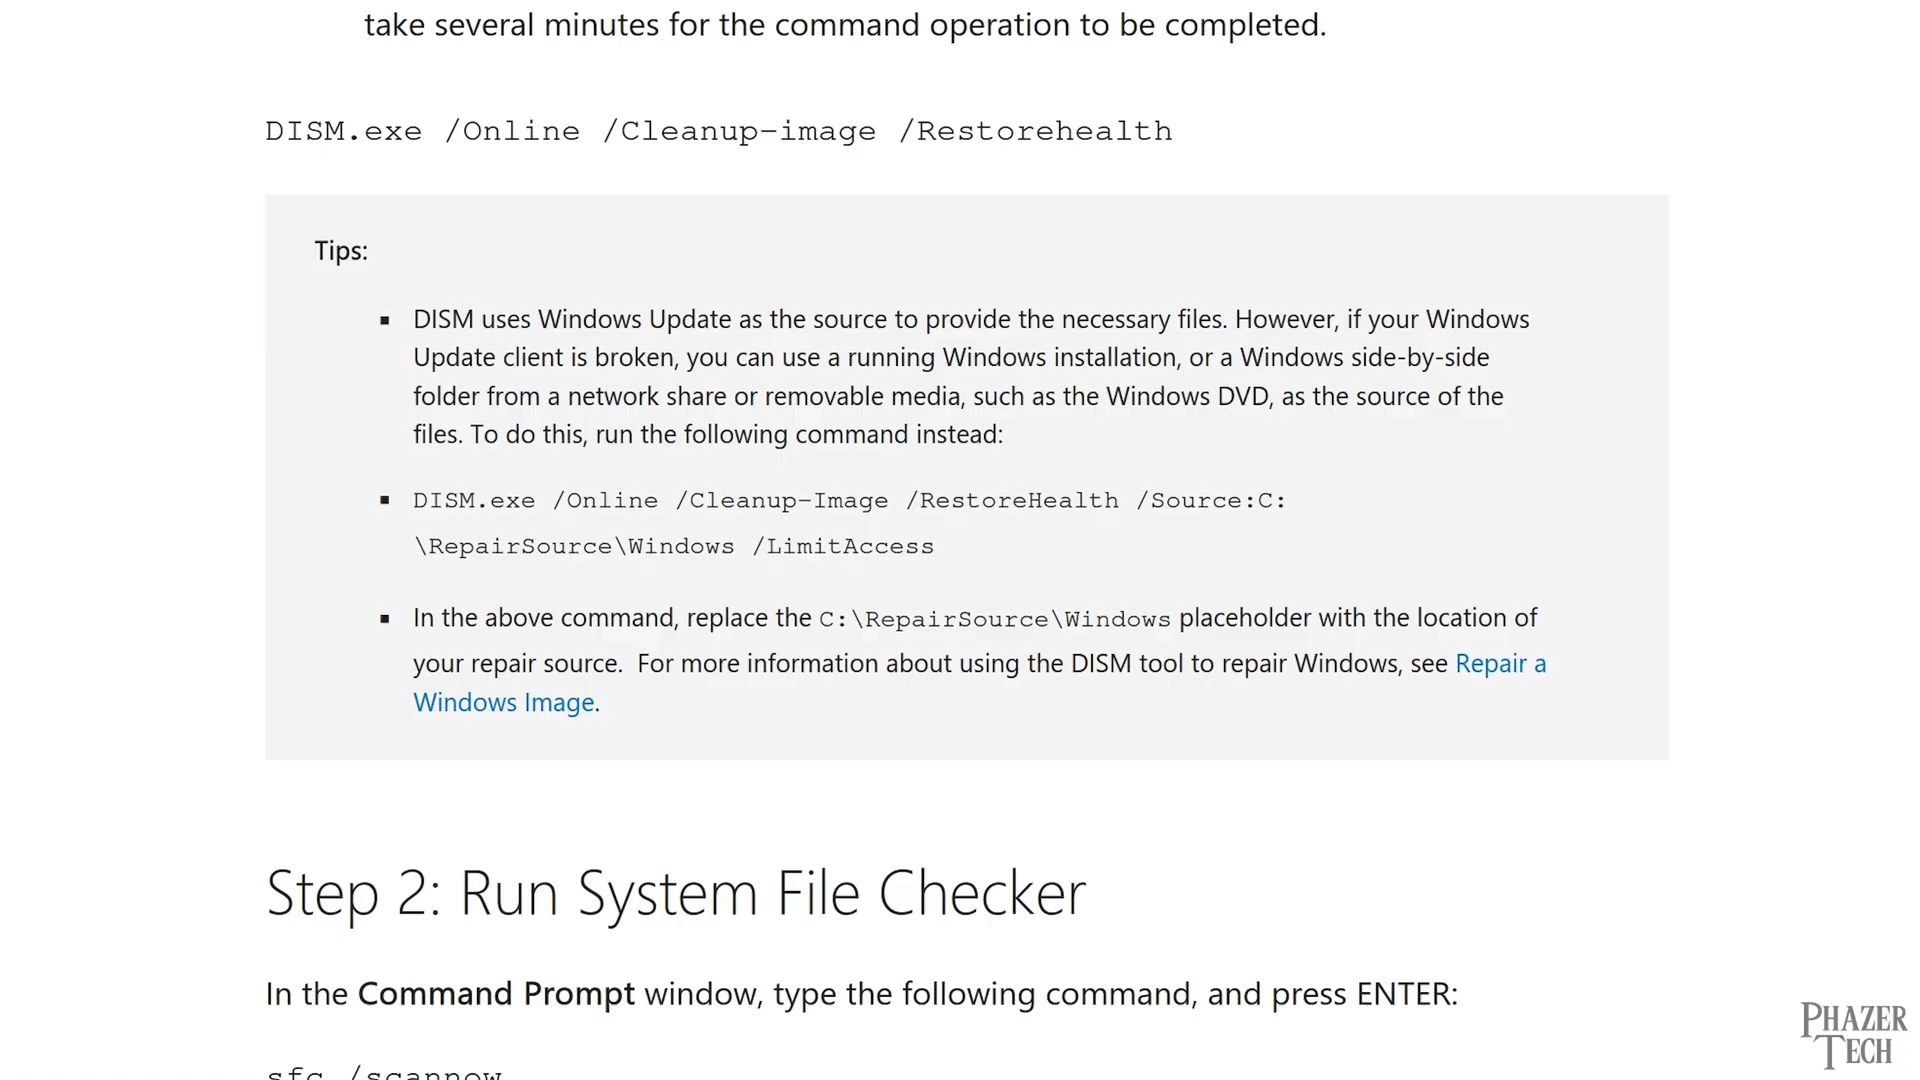 take several minutes for the command operation to be completed.
DISM.exe /Online /Cleanup-image /Restorehealth
Tips:
▪ DISM uses Windows Update as the source to provide the necessary files. However, if your Windows
Update client is broken, you can use a running Windows installation, or a Windows side-by-side
folder from a network share or removable media, such as the Windows DVD, as the source of the
files. To do this, run the following command instead:
▪ DISM.exe /Online /Cleanup-Image /RestoreHealth /Source:C:
\RepairSource\Windows /LimitAccess
▪ In the above command, replace the C:\RepairSource\Windows placeholder with the location of
your repair source.  For more information about using the DISM tool to repair Windows, see Repair a
Windows Image.
Step 2: Run System File Checker
In the Command Prompt window, type the following command, and press ENTER:
sfc /scannow
PHAZER
TECH